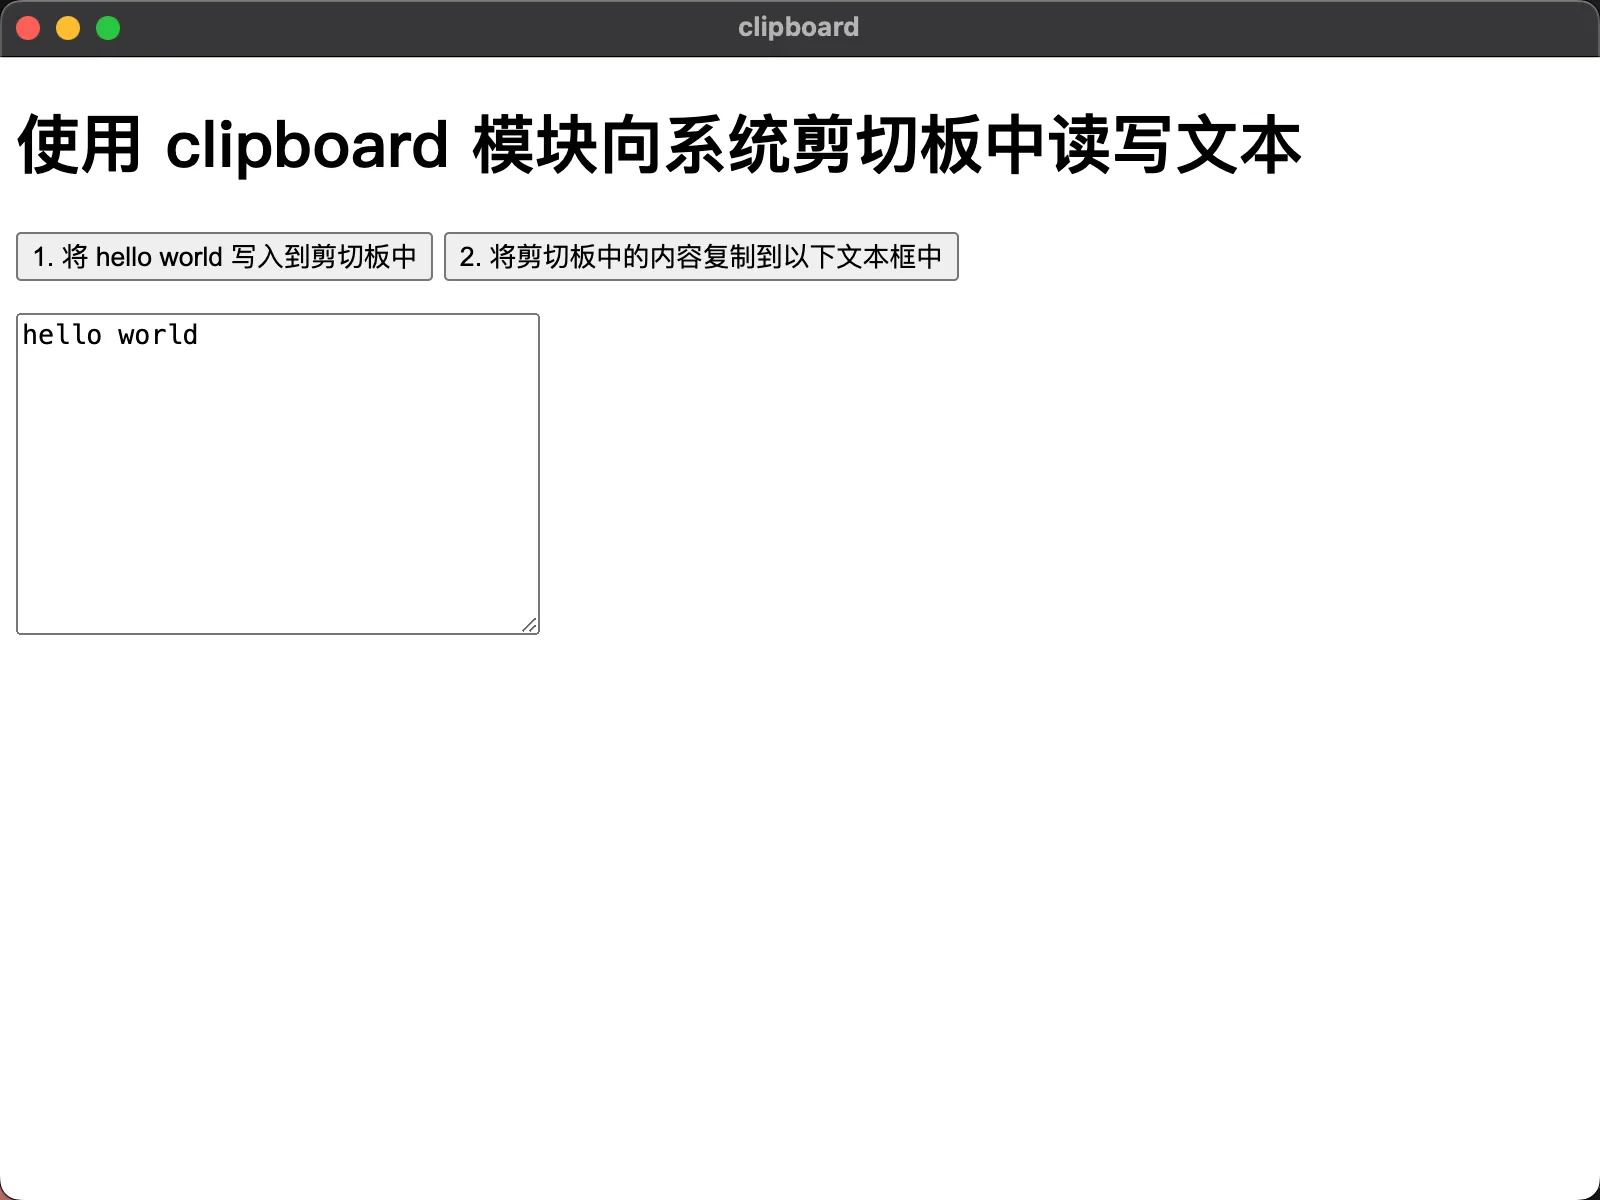 clipboard
使用 clipboard 模块向系统剪切板中读写文本
1. 将 hello world 写入到剪切板中
2. 将剪切板中的内容复制到以下文本框中
hello world